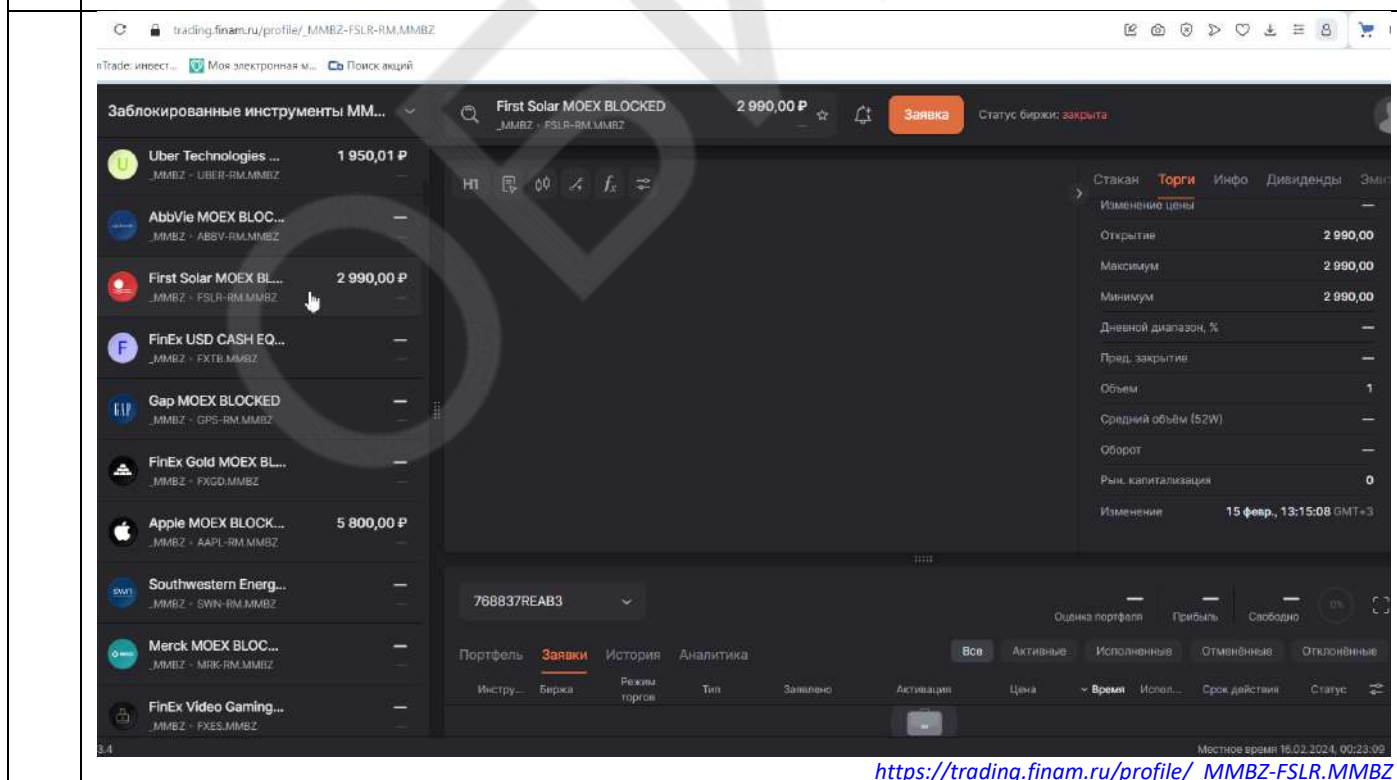 trading.finam.ru/profile/_MMBZ-FSLR-RM.MMBZ
nTrade: инвест... Моя электронная м... Поиск акций
Заблокированные инструменты ММ...
First Solar MOEX BLOCKED 2 990,00 ₽ Заявка Статус биржи: закрыта
_MMBZ • FSLR-RM.MMBZ —
Uber Technologies ... 1 950,01 ₽
_MMBZ • UBER-RM.MMBZ —
AbbVie MOEX BLOC... —
_MMBZ • ABBV-RM.MMBZ —
First Solar MOEX BL... 2 990,00 ₽
_MMBZ • FSLR-RM.MMBZ —
FinEx USD CASH EQ... —
_MMBZ • FXTB.MMBZ —
Gap MOEX BLOCKED —
_MMBZ • GPS-RM.MMBZ —
FinEx Gold MOEX BL... —
_MMBZ • FXGD.MMBZ —
Apple MOEX BLOCK... 5 800,00 ₽
_MMBZ • AAPL-RM.MMBZ —
Southwestern Energ... —
_MMBZ • SWN-RM.MMBZ —
Merck MOEX BLOC... —
_MMBZ • MRK-RM.MMBZ —
FinEx Video Gaming... —
_MMBZ • FXES.MMBZ —
3.4
H1
Стакан Торги Инфо Дивиденды Эми
Изменение цены —
Открытие 2 990,00
Максимум 2 990,00
Минимум 2 990,00
Дневной диапазон, % —
Пред. закрытие —
Объем 1
Средний объём (52W) —
Оборот —
Рын. капитализация 0
Изменение 15 февр., 13:15:08 GMT+3
768837REAB3
Оценка портфеля — Прибыль — Свободно — 0%
Портфель Заявки История Аналитика
Все Активные Исполненные Отменённые Отклонённые
Инстру... Биржа Режим торгов Тип Заявлено Активация Цена Время Испол... Срок действия Статус
Местное время 16.02.2024, 00:23:09
https://trading.finam.ru/profile/_MMBZ-FSLR.MMBZ